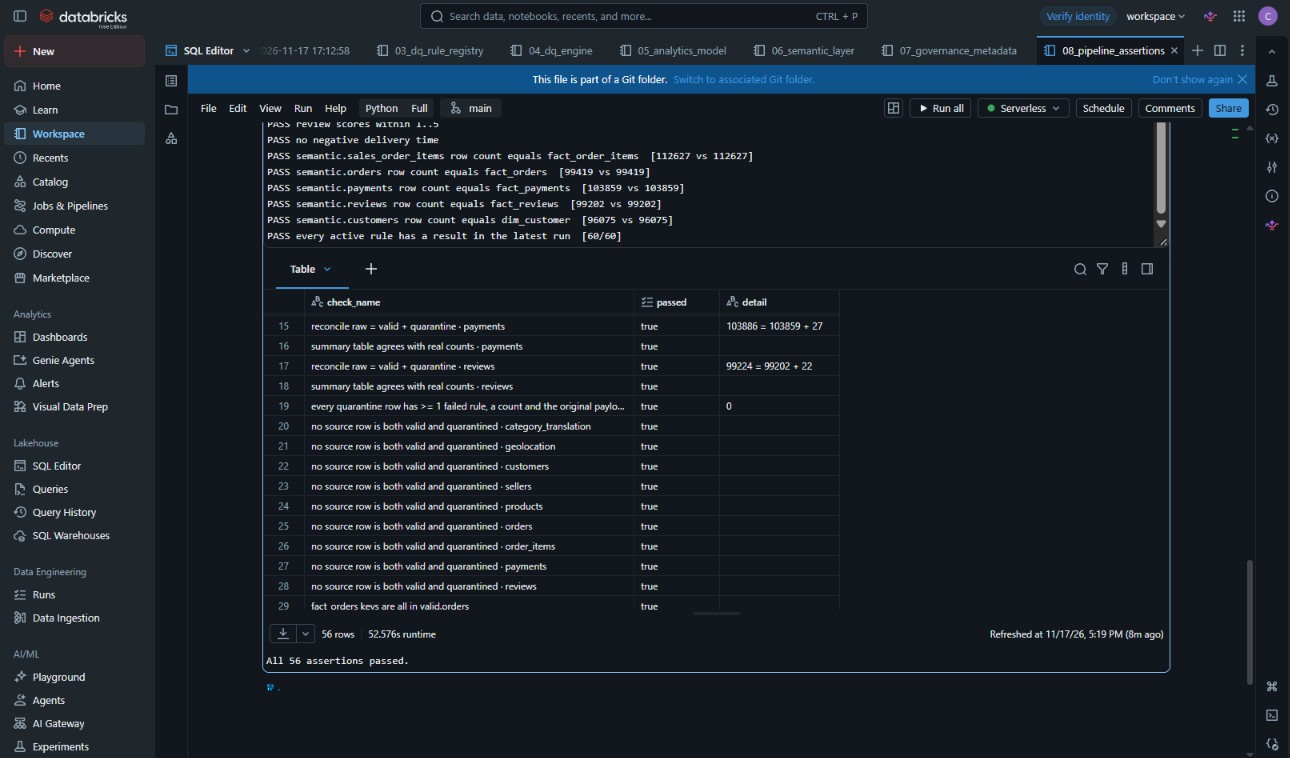 databricks
Free Edition
Search data, notebooks, recents, and more...
CTRL + P
Verify identity
workspace
C
New
SQL Editor
26-11-17 17:12:58
03_dq_rule_registry
04_dq_engine
05_analytics_model
06_semantic_layer
07_governance_metadata
08_pipeline_assertions
Home
Learn
Workspace
Recents
Catalog
Jobs & Pipelines
Compute
Discover
Marketplace
Analytics
Dashboards
Genie Agents
Alerts
Visual Data Prep
Lakehouse
SQL Editor
Queries
Query History
SQL Warehouses
Data Engineering
Runs
Data Ingestion
AI/ML
Playground
Agents
AI Gateway
Experiments
This file is part of a Git folder. Switch to associated Git folder.
Don't show again
File Edit View Run Help Python Full main
Run all
Serverless
Schedule
Comments
Share
PASS review scores within 1..5
PASS no negative delivery time
PASS semantic.sales_order_items row count equals fact_order_items [112627 vs 112627]
PASS semantic.orders row count equals fact_orders [99419 vs 99419]
PASS semantic.payments row count equals fact_payments [103859 vs 103859]
PASS semantic.reviews row count equals fact_reviews [99202 vs 99202]
PASS semantic.customers row count equals dim_customer [96075 vs 96075]
PASS every active rule has a result in the latest run [60/60]
Table
check_name passed detail
15 reconcile raw = valid + quarantine · payments true 103886 = 103859 + 27
16 summary table agrees with real counts · payments true
17 reconcile raw = valid + quarantine · reviews true 99224 = 99202 + 22
18 summary table agrees with real counts · reviews true
19 every quarantine row has >= 1 failed rule, a count and the original paylo... true 0
20 no source row is both valid and quarantined · category_translation true
21 no source row is both valid and quarantined · geolocation true
22 no source row is both valid and quarantined · customers true
23 no source row is both valid and quarantined · sellers true
24 no source row is both valid and quarantined · products true
25 no source row is both valid and quarantined · orders true
26 no source row is both valid and quarantined · order_items true
27 no source row is both valid and quarantined · payments true
28 no source row is both valid and quarantined · reviews true
29 fact_orders keys are all in valid.orders true
56 rows
52.576s runtime
Refreshed at 11/17/26, 5:19 PM (8m ago)
All 56 assertions passed.